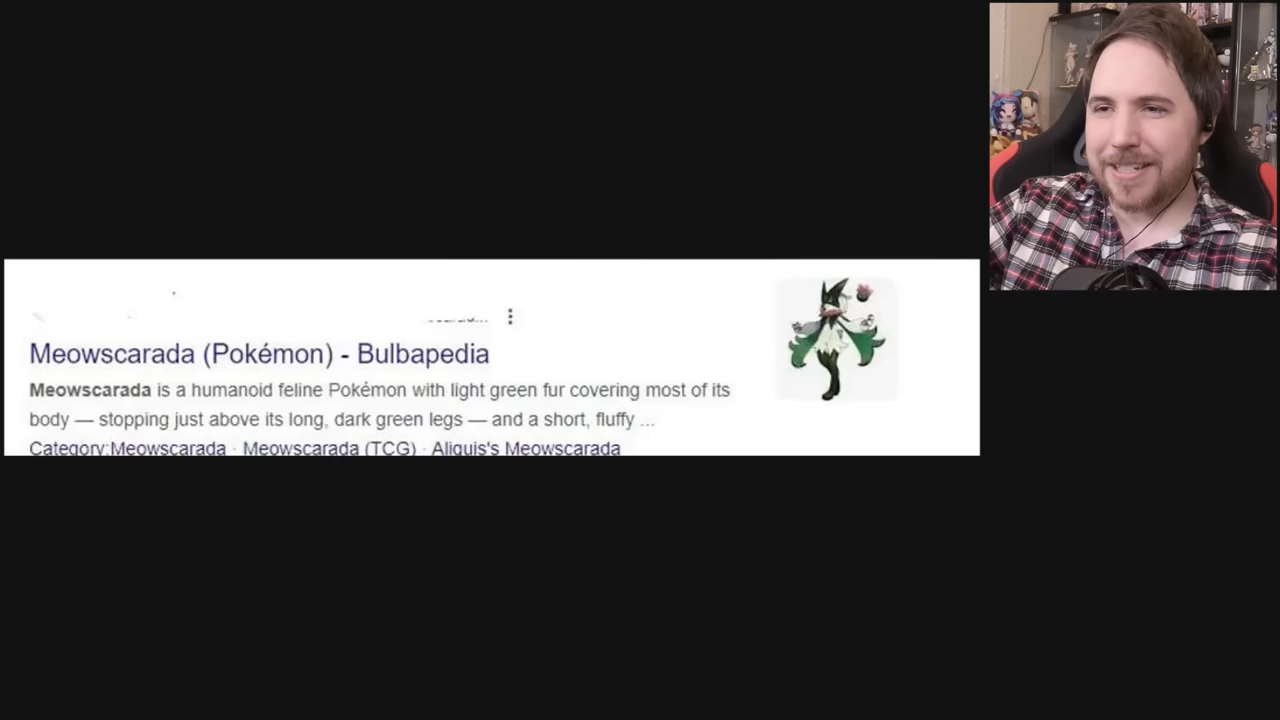 Meowscarada (Pokémon) - Bulbapedia
Meowscarada is a humanoid feline Pokémon with light green fur covering most of its
body — stopping just above its long, dark green legs — and a short, fluffy ...
Category:Meowscarada · Meowscarada (TCG) · Aliquis's Meowscarada